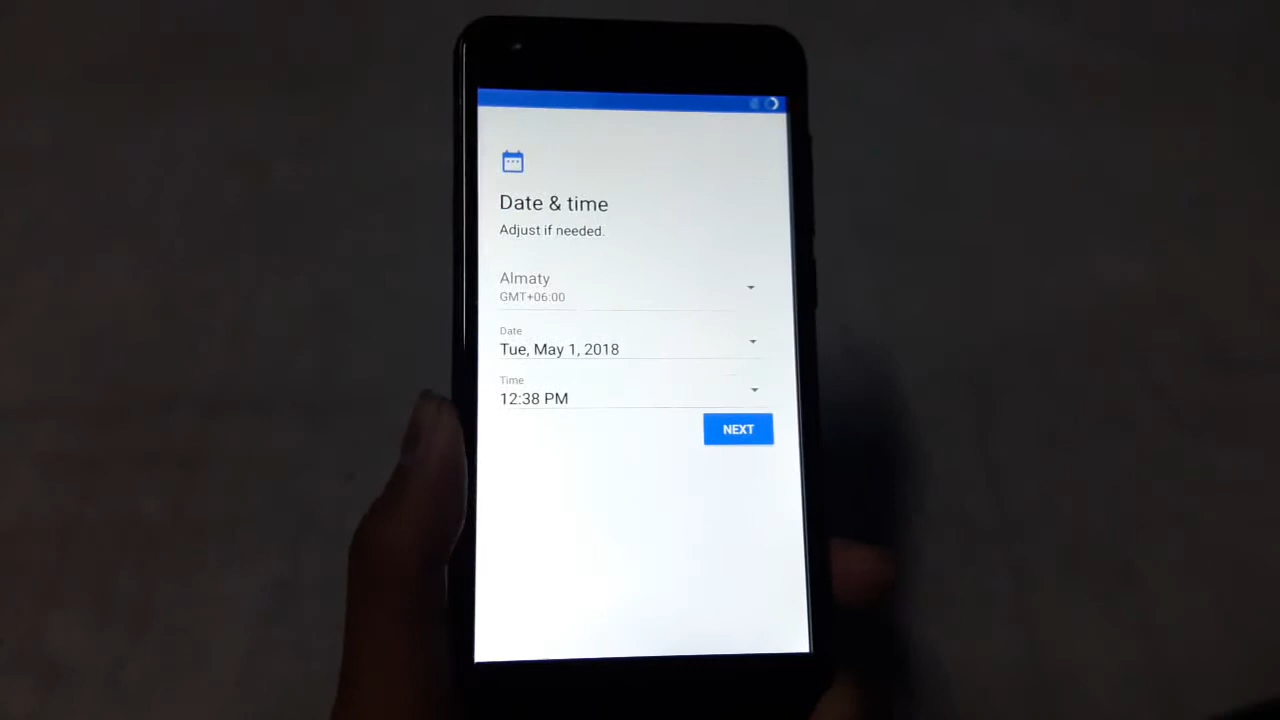 Date & time
Adjust if needed.
Almaty
GMT+06:00
Date
Tue, May 1, 2018
Time
12:38 PM
NEXT